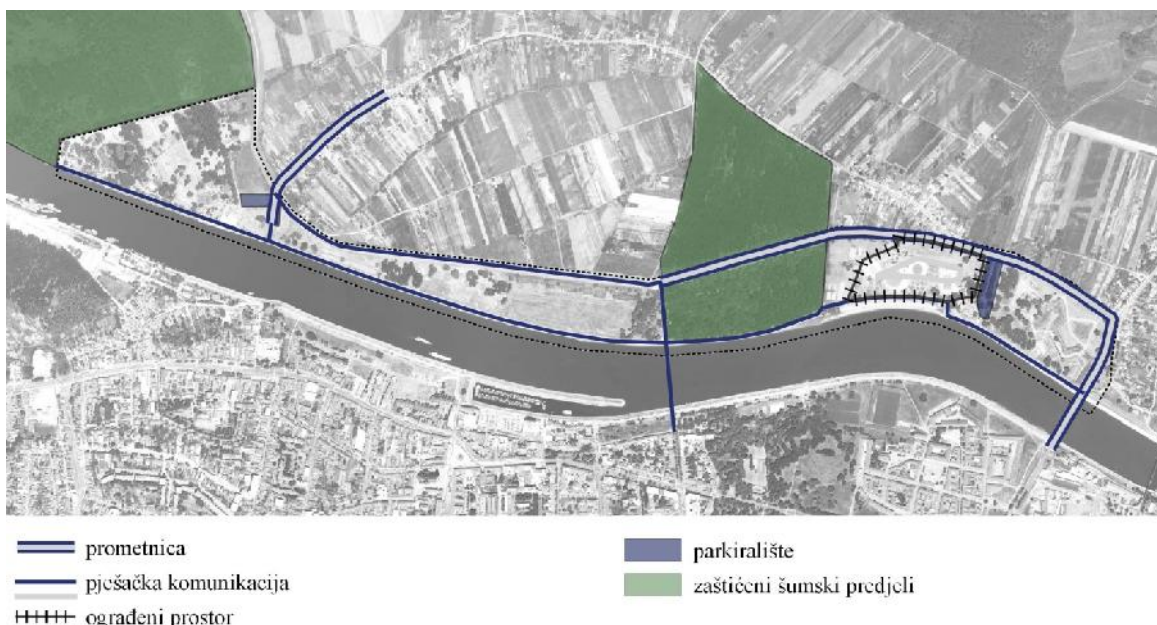 prometnica
pješačka komunikacija
ograđeni prostor
parkiralište
zaštićeni šumski predjeli